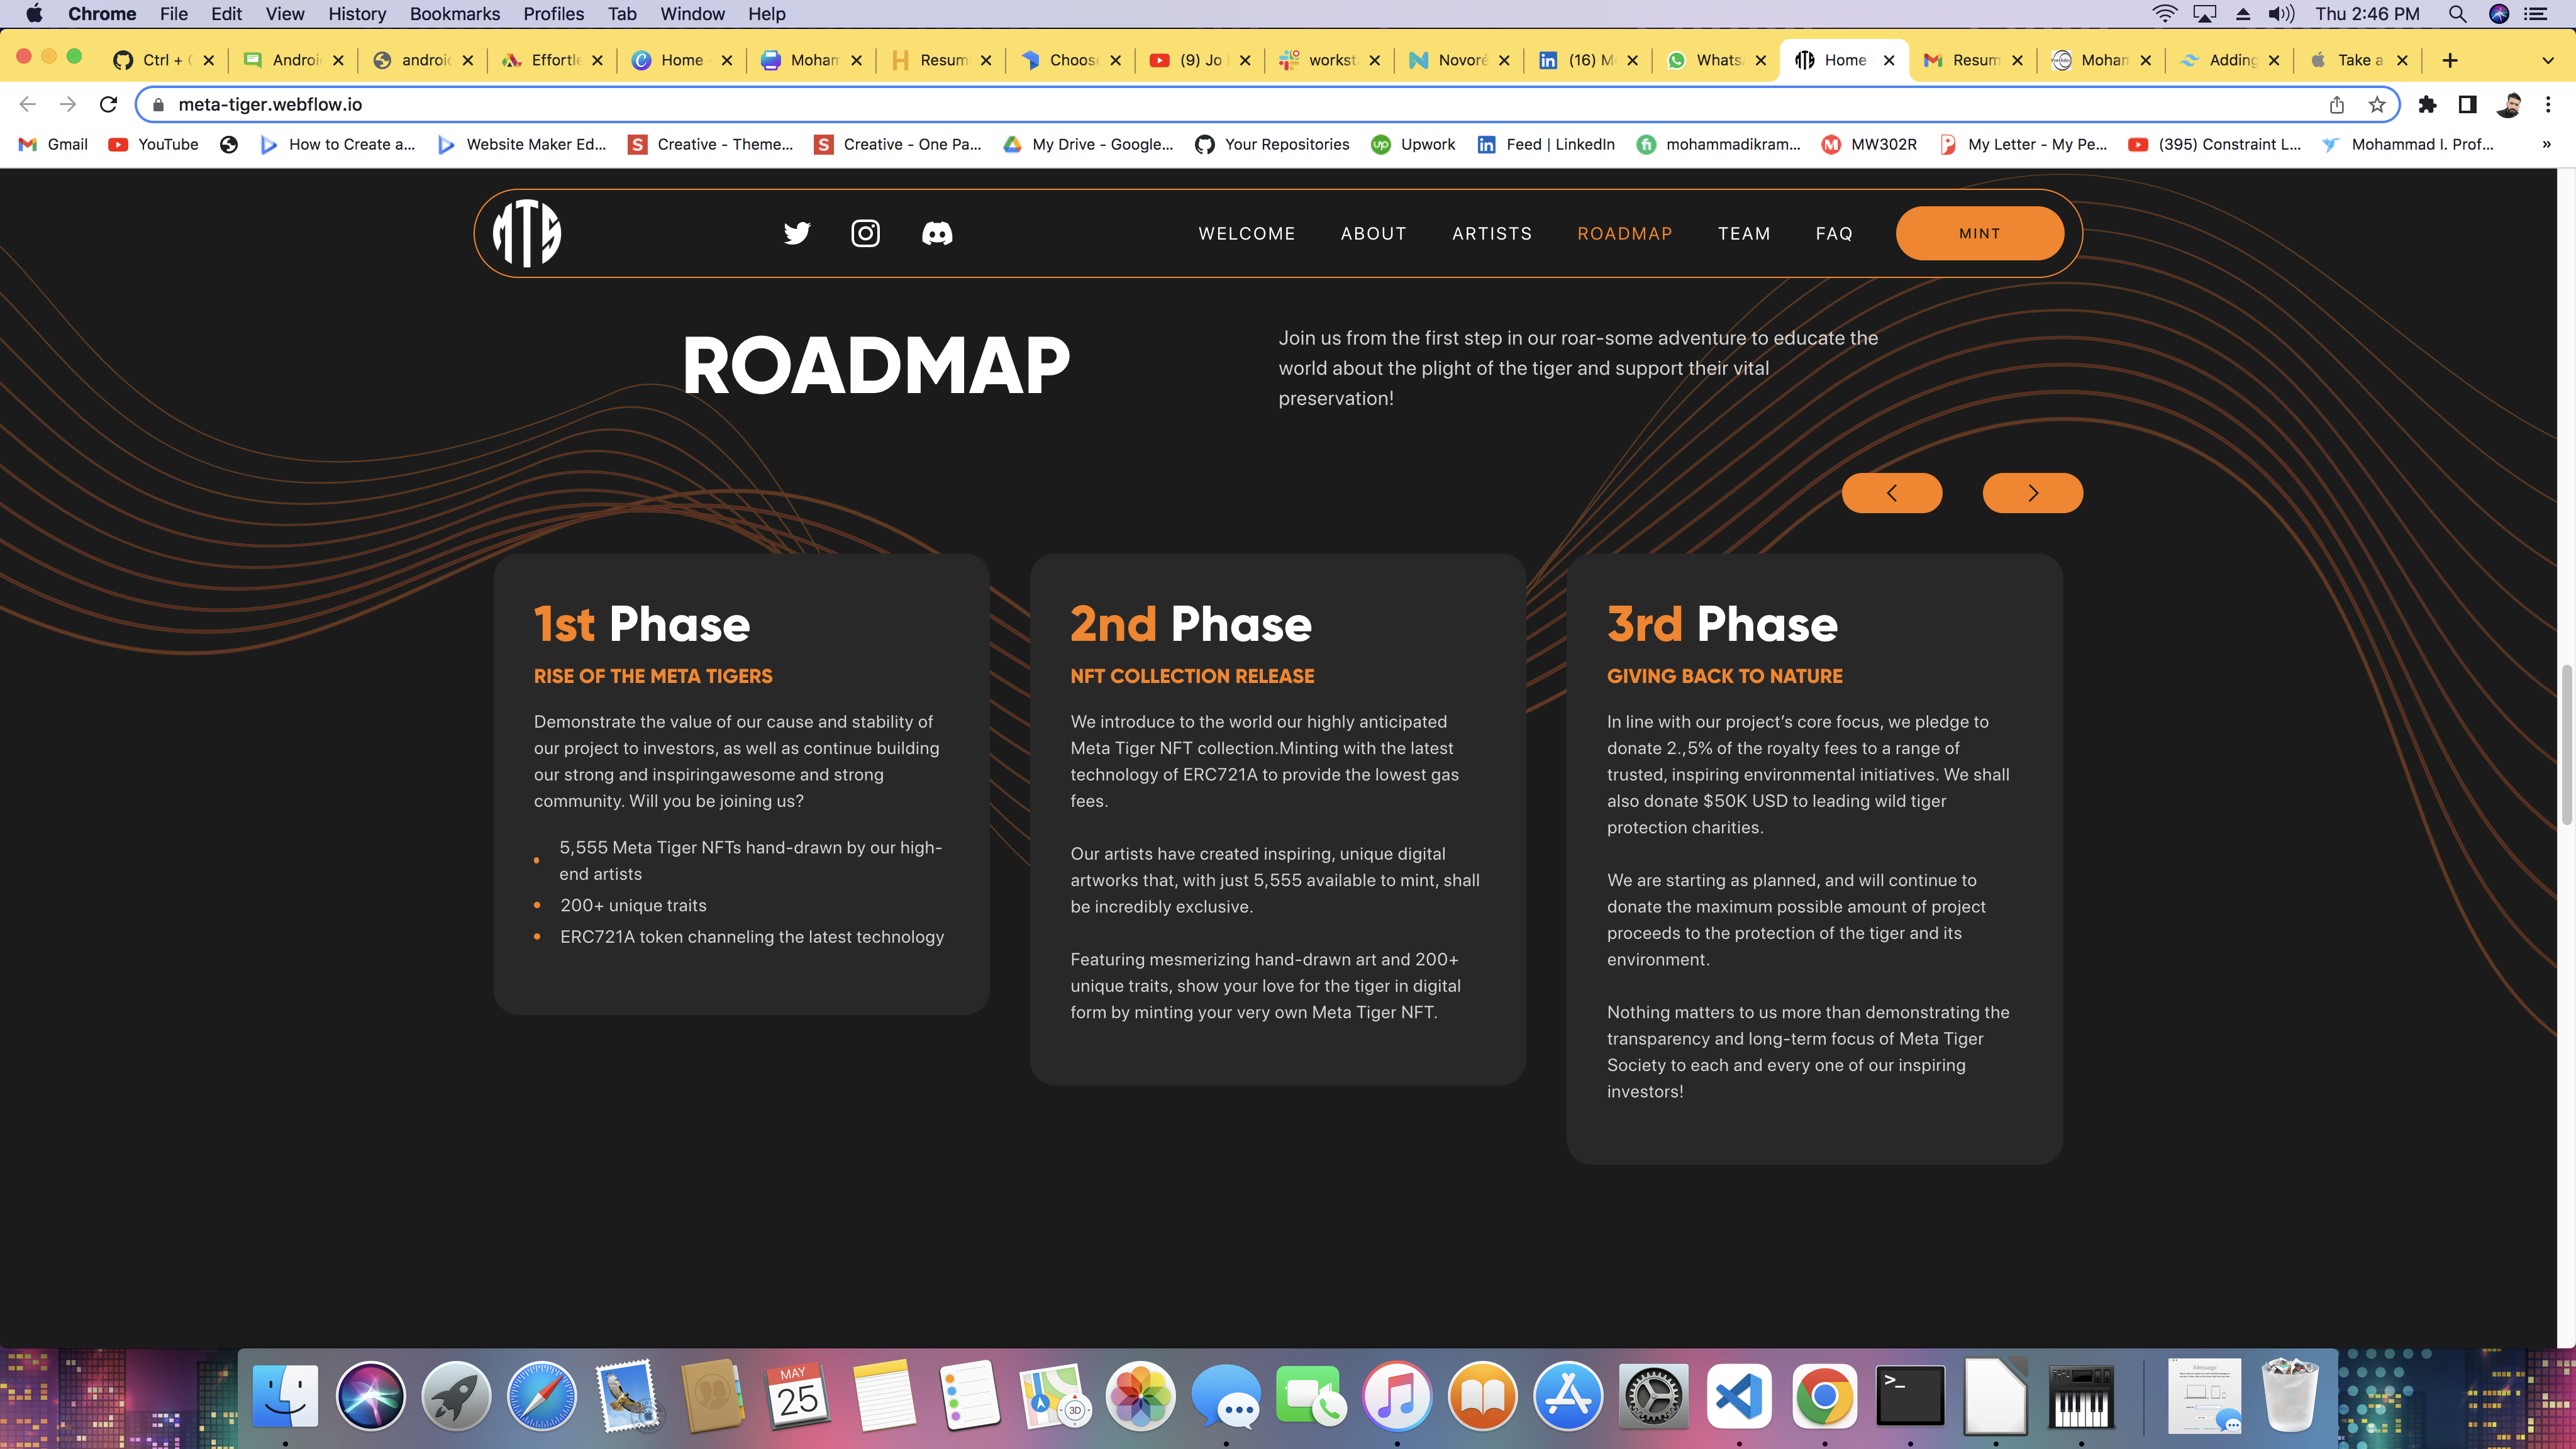 Chrome File Edit View History Bookmarks Profiles Tab Window Help Thu 2:46 PM
Ctrl + Androi androi Effortle Home Moham Resum Choos (9) Jo workst Novoré (16) M Whats Home Resum Moham Adding Take a
meta-tiger.webflow.io
Gmail YouTube How to Create a... Website Maker Ed... Creative - Theme... Creative - One Pa... My Drive - Google... Your Repositories Upwork Feed | LinkedIn mohammadikram... MW302R My Letter - My Pe... (395) Constraint L... Mohammad I. Prof... »
MTS WELCOME ABOUT ARTISTS ROADMAP TEAM FAQ MINT
ROADMAP
Join us from the first step in our roar-some adventure to educate the
world about the plight of the tiger and support their vital
preservation!
1st Phase
RISE OF THE META TIGERS
Demonstrate the value of our cause and stability of
our project to investors, as well as continue building
our strong and inspiringawesome and strong
community. Will you be joining us?
5,555 Meta Tiger NFTs hand-drawn by our high-
end artists
200+ unique traits
ERC721A token channeling the latest technology
2nd Phase
NFT COLLECTION RELEASE
We introduce to the world our highly anticipated
Meta Tiger NFT collection.Minting with the latest
technology of ERC721A to provide the lowest gas
fees.
Our artists have created inspiring, unique digital
artworks that, with just 5,555 available to mint, shall
be incredibly exclusive.
Featuring mesmerizing hand-drawn art and 200+
unique traits, show your love for the tiger in digital
form by minting your very own Meta Tiger NFT.
3rd Phase
GIVING BACK TO NATURE
In line with our project’s core focus, we pledge to
donate 2.,5% of the royalty fees to a range of
trusted, inspiring environmental initiatives. We shall
also donate $50K USD to leading wild tiger
protection charities.
We are starting as planned, and will continue to
donate the maximum possible amount of project
proceeds to the protection of the tiger and its
environment.
Nothing matters to us more than demonstrating the
transparency and long-term focus of Meta Tiger
Society to each and every one of our inspiring
investors!
MAY
25
3D